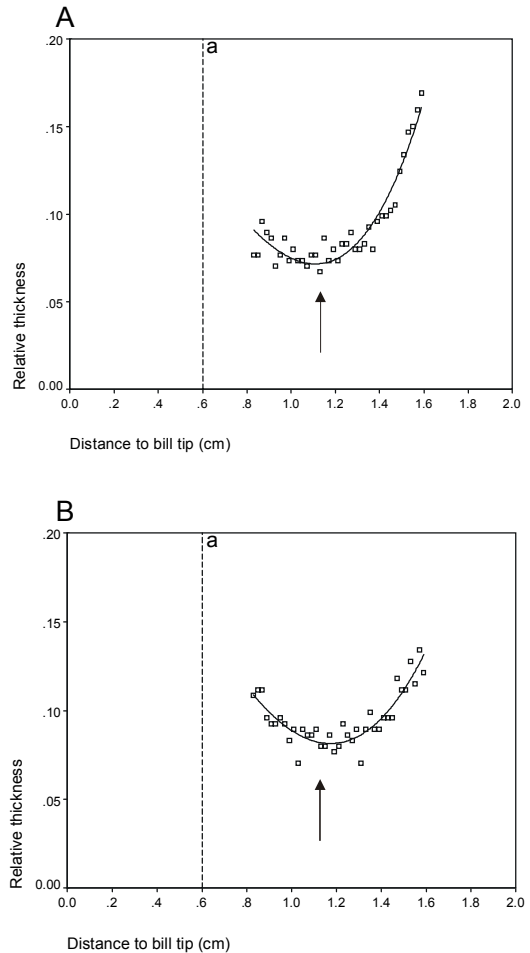 A
.20
a
.15
.10
.05
0.00
Relative thickness
0.0 .2 .4 .6 .8 1.0 1.2 1.4 1.6 1.8 2.0
Distance to bill tip (cm)
B
.20
a
.15
.10
.05
0.00
Relative thickness
0.0 .2 .4 .6 .8 1.0 1.2 1.4 1.6 1.8 2.0
Distance to bill tip (cm)